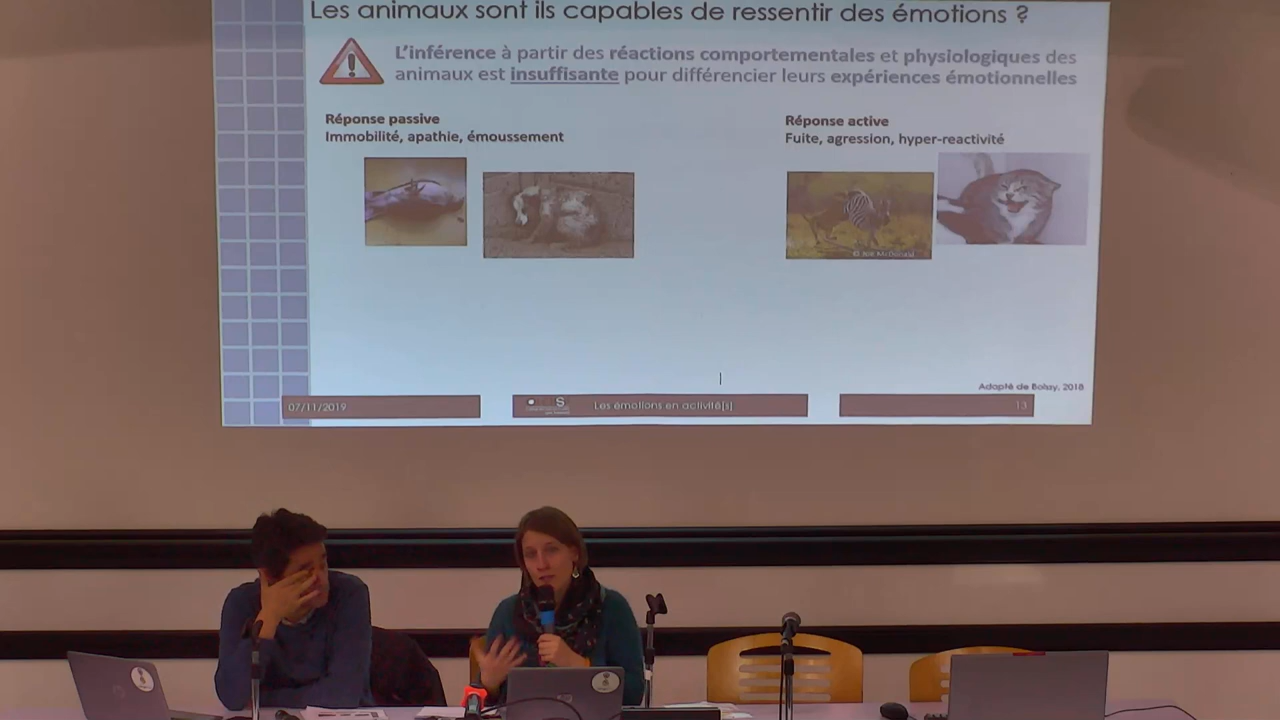 Les animaux sont ils capables de ressentir des émotions ?
L'inférence à partir des réactions comportementales et physiologiques des
animaux est insuffisante pour différencier leurs expériences émotionnelles
Réponse passive
Immobilité, apathie, émoussement
Réponse active
Fuite, agression, hyper-reactivité
Adapté de Boissy, 2018
07/11/2019
Les émotions en activité[s]
13